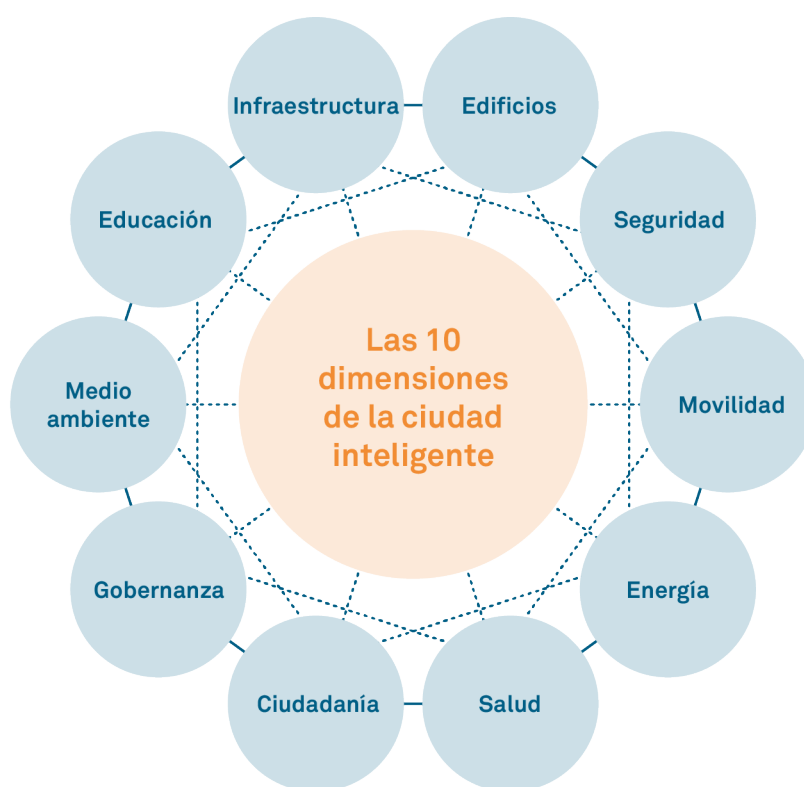 Infraestructura
Edificios
Educación
Seguridad
Las 10
dimensiones
de la ciudad
inteligente
Medio
ambiente
Movilidad
Gobernanza
Energía
Ciudadanía
Salud